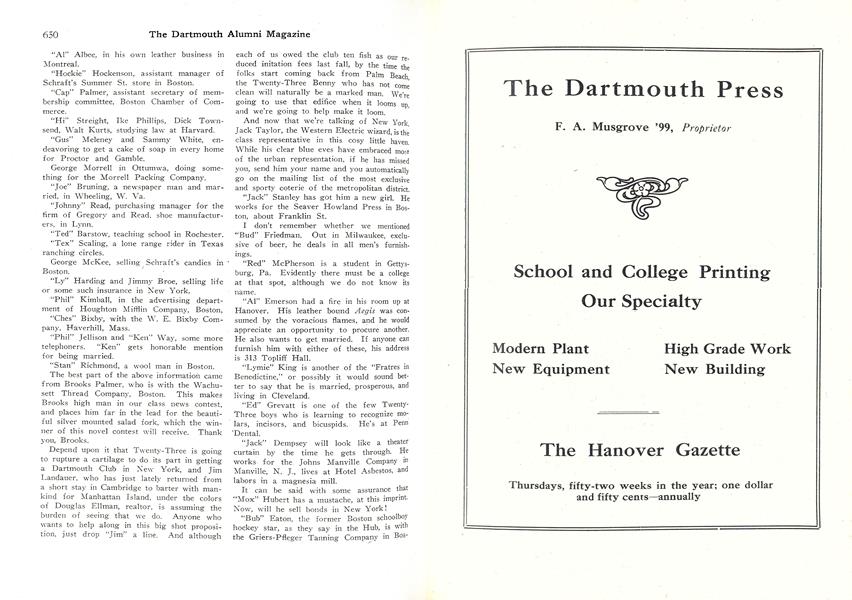 650
The Dartmouth Alumni Magazine
"Al" Albee, in his own leather business in
Montreal.
"Hockie" Hockenson, assistant manager of
Schraft's Summer St. store in Boston.
"Cap" Palmer, assistant secretary of mem-
bership committee, Boston Chamber of Com-
merce.
"Hi" Streight, Ike Phillips, Dick Town-
send, Walt Kurts, studying law at Harvard.
"Gus" Meleney and Sammy White, en-
deavoring to get a cake of soap in every home
for Proctor and Gamble.
George Morrell in Ottumwa, doing some-
thing for the Morrell Packing Company.
"Joe" Bruning, a newspaper man and mar-
ried, in Wheeling, W. Va.
"Johnny" Read, purchasing manager for the
firm of Gregory and Read, shoe manufactur-
ers, in Lynn.
"Ted" Barstow, teaching school in Rochester.
"Tex" Scaling, a lone range rider in Texas
ranching circles.
George McKee, selling Schraft's candies in
Boston.
"Ly" Harding and Jimmy Broe, selling life
or some such insurance in New York.
"Phil" Kimball, in the advertising depart-
ment of Houghton Mifflin Company, Boston.
"Ches" Bixby, with the W. E. Bixby Com-
pany, Haverhill, Mass.
"Phil" Jellison and "Ken" Way, some more
telephoners. "Ken" gets honorable mention
for being married.
"Stan" Richmond, a wool man in Boston.
The best part of the above information came
from Brooks Palmer, who is with the Wachu-
sett Thread Company, Boston. This makes
Brooks high man in our class news contest,
and places him far in the lead for the beauti-
ful silver mounted salad fork, which the win-
ner of this novel contest will receive. Thank
you, Brooks.
Depend upon it that Twenty-Three is going
to rupture a cartilage to do its part in getting
a Dartmouth Club in New York, and Jim
Landauer, who has just lately returned from
a short stay in Cambridge to barter with man-
kind for Manhattan Island, under the colors
of Douglas Ellman, realtor, is assuming the
burden of seeing that we do. Anyone who
wants to help along in this big shot proposi-
tion, just drop "Jim" a line. And although
each of us owed the club ten fish as our re-
duced initation fees last fall, by the time the
folks start coming back from Palm Beach,
the Twenty-Three Benny who has not come
clean will naturally be a marked man. We're
going to use that edifice when it looms up,
and we're going to help make it loom.
And now that we're talking of New York,
Jack Taylor, the Western Electric wizard, is the
class representative in this cosy little haven.
While his clear blue eyes have embraced most
of the urban representation, if he has missed
you, send him your name and you automatically
go on the mailing list of the most exclusive
and sporty coterie of the metropolitan district.
"Jack" Stanley has got him a new girl. He
works for the Seaver Howland Press in Bos-
ton, about Franklin St.
I don't remember whether we mentioned
"Bud" Friedman. Out in Milwaukee, exclu-
sive of beer, he deals in all men's furnish-
ings.
"Red" McPherson is a student in Gettys-
burg, Pa. Evidently there must be a college
at that spot, although we do not know its
name.
"Al" Emerson had a fire in his room up at
Hanover. His leather bound Aegis was con-
sumed by the voracious flames, and he would
appreciate an opportunity to procure another.
He also wants to get married. If anyone can
furnish him with either of these, his address
is 313 Topliff Hall.
"Lymie" King is another of the "Fratres in
Benedictine," or possibly it would sound bet-
ter to say that he is married, prosperous, and
living in Cleveland.
"Ed" Grevatt is one of the few Twenty-
Three boys who is learning to recognize mo-
lars, incisors, and bicuspids. He's at Penn
Dental.
"Jack" Dempsey will look like a theater
curtain by the time he gets through. He
works for the Johns Manville Company in
Manville, N. J., lives at Hotel Asbestos, and
labors in a magnesia mill.
It can be said with some assurance that
"Mox" Hubert has a mustache, at this imprint.
Now, will he sell bonds in New York!
"Bub" Eaton, the former Boston schoolboy
hockey star, as they say in the Hub, is with
the Griers-Pfleger Tanning Company in Bos-
The Dartmouth Press
F. A. Musgrove '99, Proprietor
School and College Printing
Our Specialty
Modern Plant
New Equipment
High Grade Work
New Building
The Hanover Gazette
Thursdays, fifty-two weeks in the year; one dollar
and fifty cents—annually